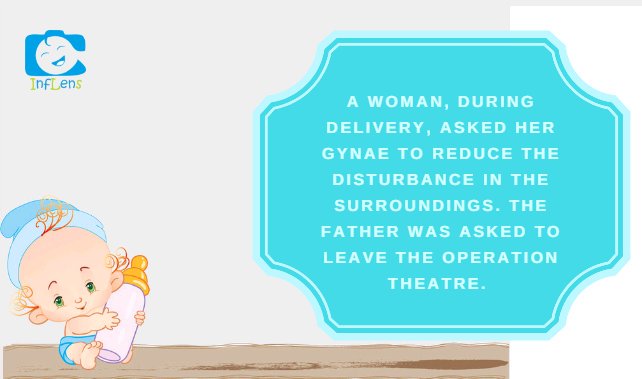 InfLens
A WOMAN, DURING
DELIVERY, ASKED HER
GYNAE TO REDUCE THE
DISTURBANCE IN THE
SURROUNDINGS. THE
FATHER WAS ASKED TO
LEAVE THE OPERATION
THEATRE.